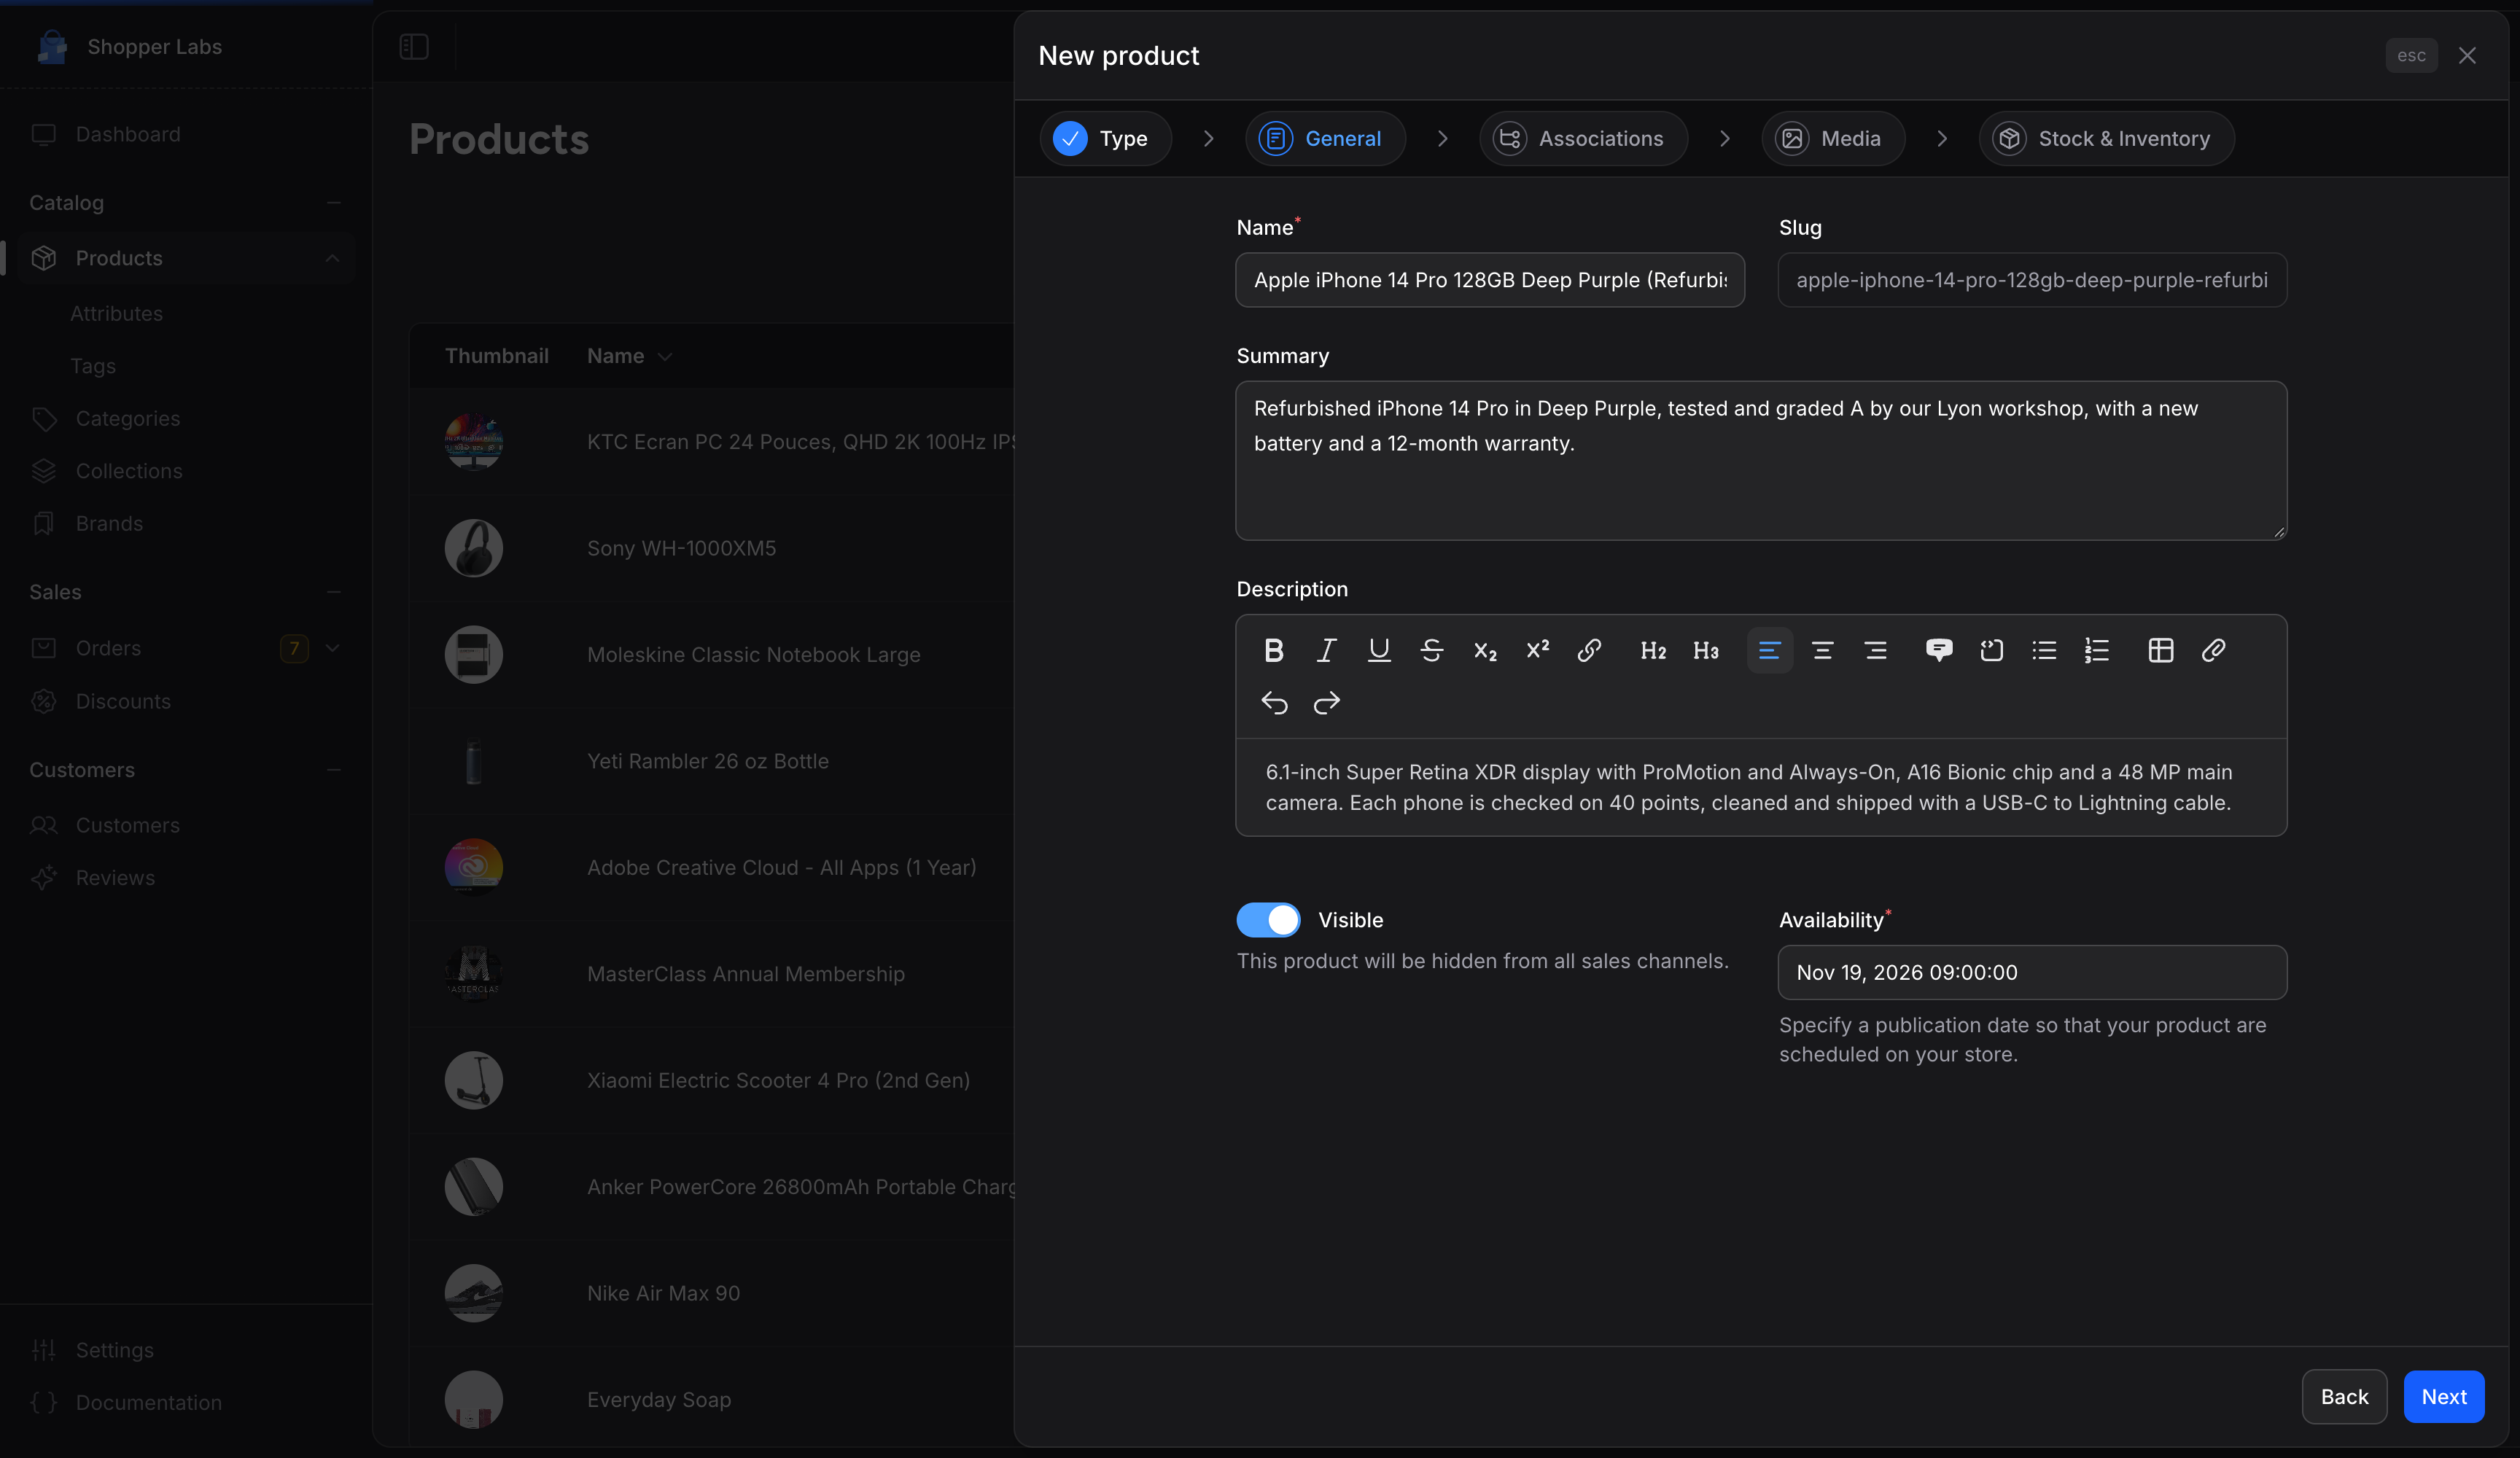 Shopper Labs
Dashboard
Catalog
Products
Attributes
Tags
Categories
Collections
Brands
Sales
Orders
7
Discounts
Customers
Customers
Reviews
Settings
Documentation
Products
Thumbnail
Name
KTC Ecran PC 24 Pouces, QHD 2K 100Hz IPS
Sony WH-1000XM5
Moleskine Classic Notebook Large
Yeti Rambler 26 oz Bottle
Adobe Creative Cloud - All Apps (1 Year)
MasterClass Annual Membership
Xiaomi Electric Scooter 4 Pro (2nd Gen)
Anker PowerCore 26800mAh Portable Charg
Nike Air Max 90
Everyday Soap
New product
esc
Type
General
Associations
Media
Stock & Inventory
Name*
Apple iPhone 14 Pro 128GB Deep Purple (Refurbis
Slug
apple-iphone-14-pro-128gb-deep-purple-refurbi
Summary
Refurbished iPhone 14 Pro in Deep Purple, tested and graded A by our Lyon workshop, with a new
battery and a 12-month warranty.
Description
H2
H3
6.1-inch Super Retina XDR display with ProMotion and Always-On, A16 Bionic chip and a 48 MP main
camera. Each phone is checked on 40 points, cleaned and shipped with a USB-C to Lightning cable.
Visible
This product will be hidden from all sales channels.
Availability*
Nov 19, 2026 09:00:00
Specify a publication date so that your product are
scheduled on your store.
Back
Next